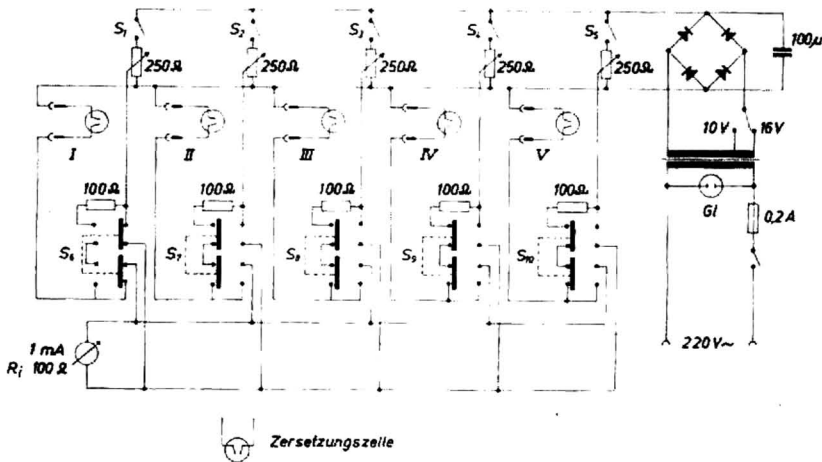 S1 S2 S3 S4 S5
250Ω 250Ω 250Ω 250Ω 250Ω
100μ
10V 16V
I II III IV V
100Ω 100Ω 100Ω 100Ω 100Ω
Gl
0,2A
S6 S7 S8 S9 S10
220V~
1 mA
Ri 100Ω
Zersetzungszelle